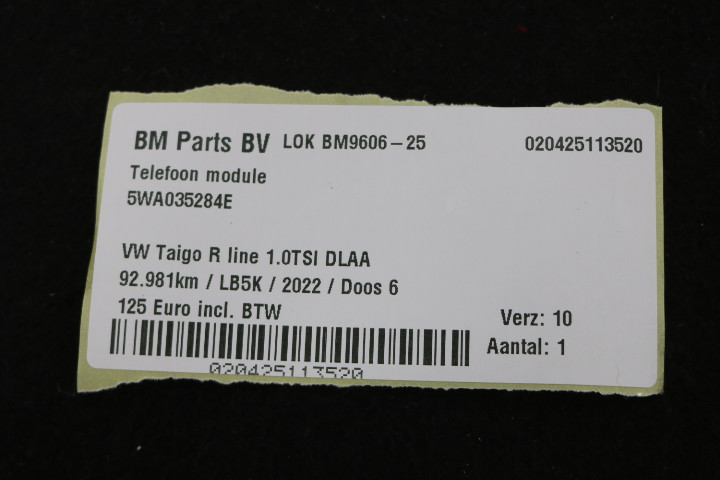 BM Parts BV LOK BM9606-25 020425113520
Telefoon module
5WA035284E
VW Taigo R line 1.0TSI DLAA
92.981km / LB5K / 2022 / Doos 6
125 Euro incl. BTW
Verz: 10
Aantal: 1
020425113520